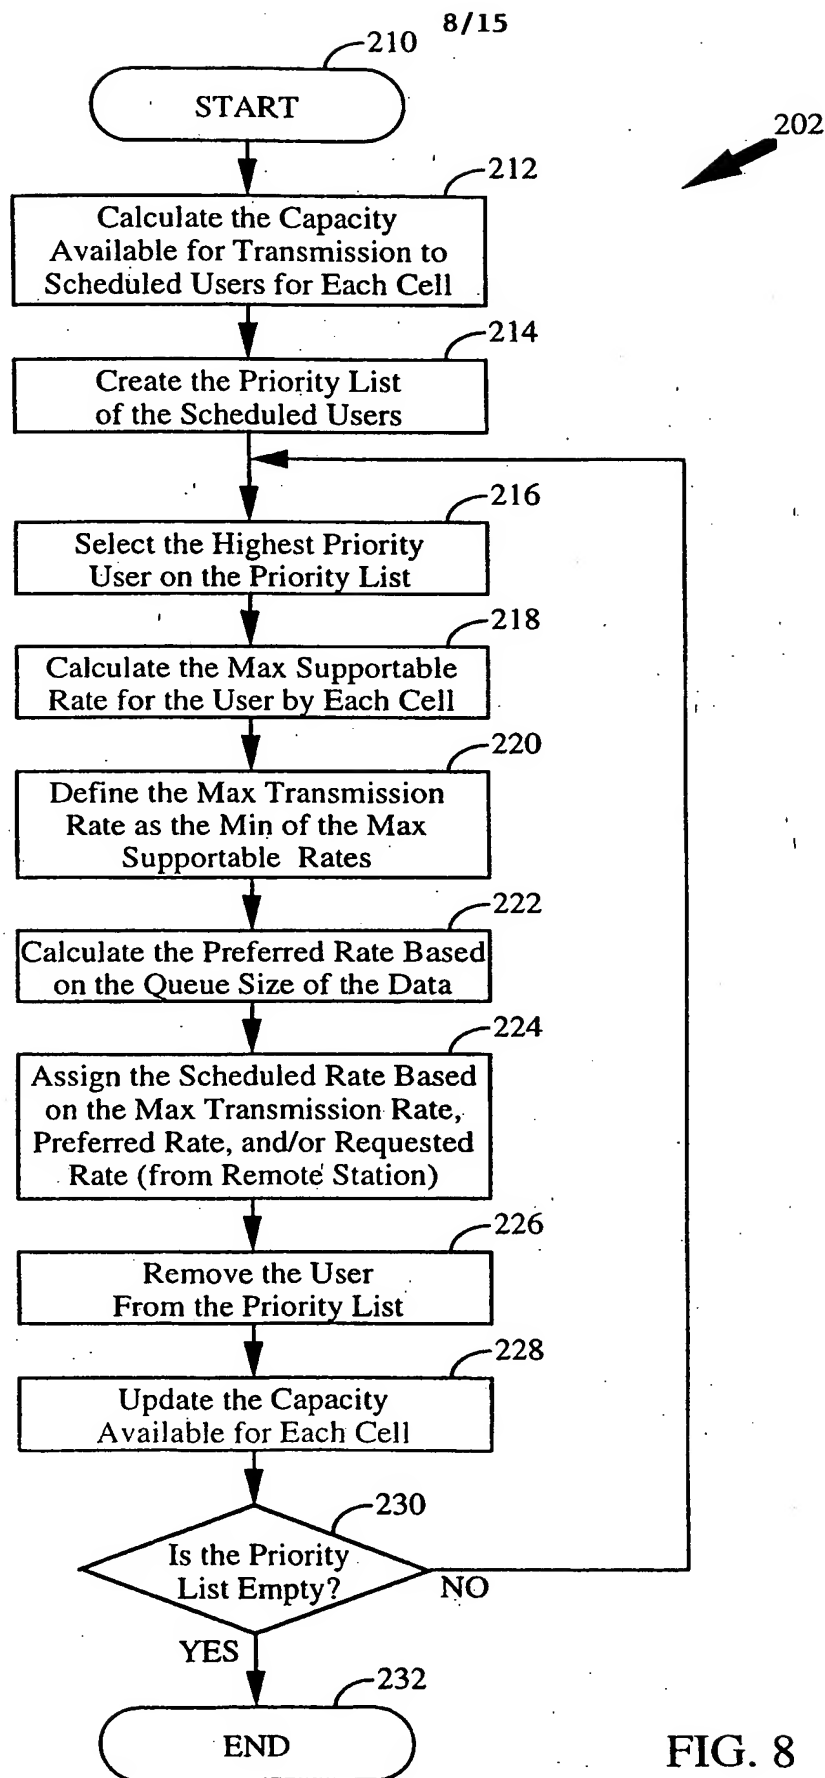 8/15
210
START
202
212
Calculate the Capacity
Available for Transmission to
Scheduled Users for Each Cell
214
Create the Priority List
of the Scheduled Users
216
Select the Highest Priority
User on the Priority List
218
Calculate the Max Supportable
Rate for the User by Each Cell
220
Define the Max Transmission
Rate as the Min of the Max
Supportable Rates
222
Calculate the Preferred Rate Based
on the Queue Size of the Data
224
Assign the Scheduled Rate Based
on the Max Transmission Rate,
Preferred Rate, and/or Requested
Rate (from Remote Station)
226
Remove the User
From the Priority List
228
Update the Capacity
Available for Each Cell
230
Is the Priority
List Empty?
NO
YES
232
END
FIG. 8